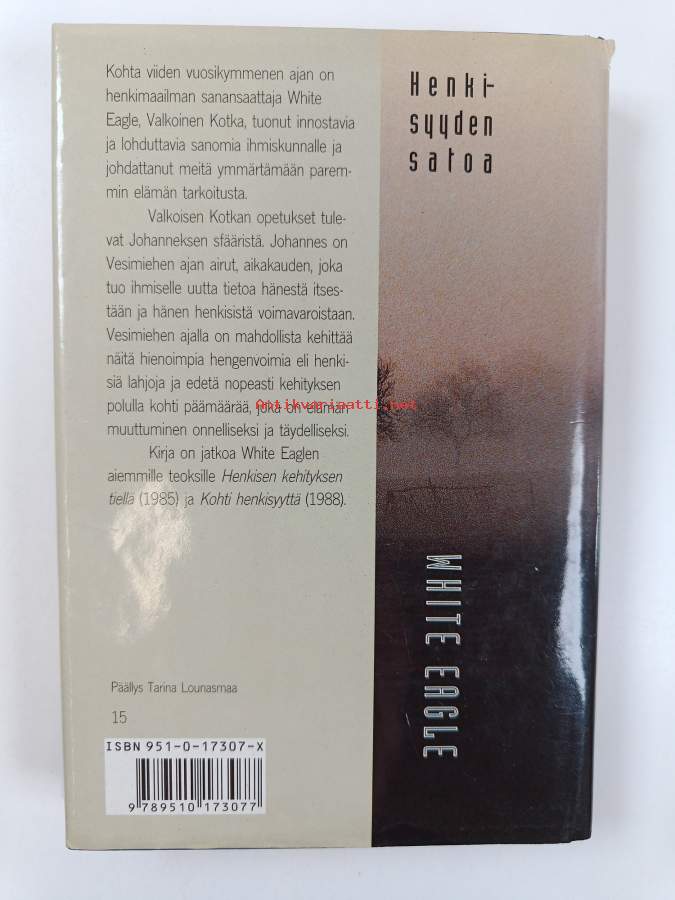 Kohta viiden vuosikymmenen ajan on
henkimaailman sanansaattaja White
Eagle, Valkoinen Kotka, tuonut innostavia
ja lohduttavia sanomia ihmiskunnalle ja
johdattanut meitä ymmärtämään parem-
min elämän tarkoitusta.
Valkoisen Kotkan opetukset tule-
vat Johanneksen sfääristä. Johannes on
Vesimiehen ajan airut, aikakauden, joka
tuo ihmiselle uutta tietoa hänestä itses-
tään ja hänen henkisistä voimavaroistaan.
Vesimiehen ajalla on mahdollista kehittää
näitä hienoimpia hengenvoimia eli henki-
siä lahjoja ja edetä nopeasti kehityksen
polulla kohti päämäärää, joka on elämän
muuttuminen onnelliseksi ja täydelliseksi.
Kirja on jatkoa White Eaglen
aiemmille teoksille Henkisen kehityksen
tiellä (1985) ja Kohti henkisyyttä (1988).
Päällys Tarina Lounasmaa
15
ISBN 951-0-17307-X
9 789510 173077
Henki-
syyden
satoa
WHITE EAGLE
Antikvariaatti.net